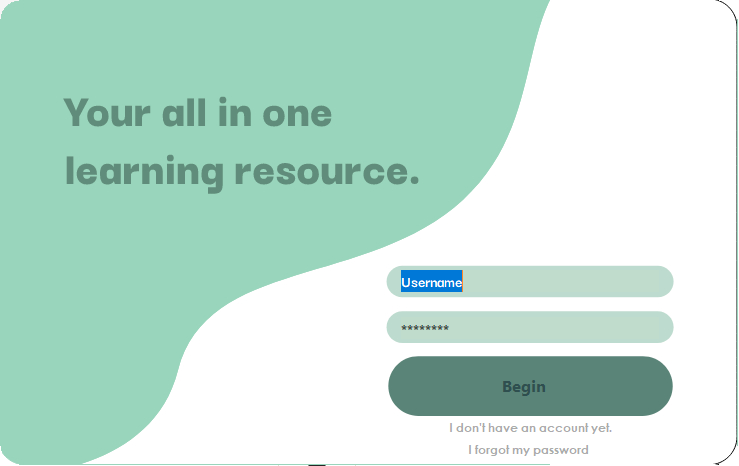 Your all in one
learning resource.
Username
********
Begin
I don't have an account yet.
I forgot my password